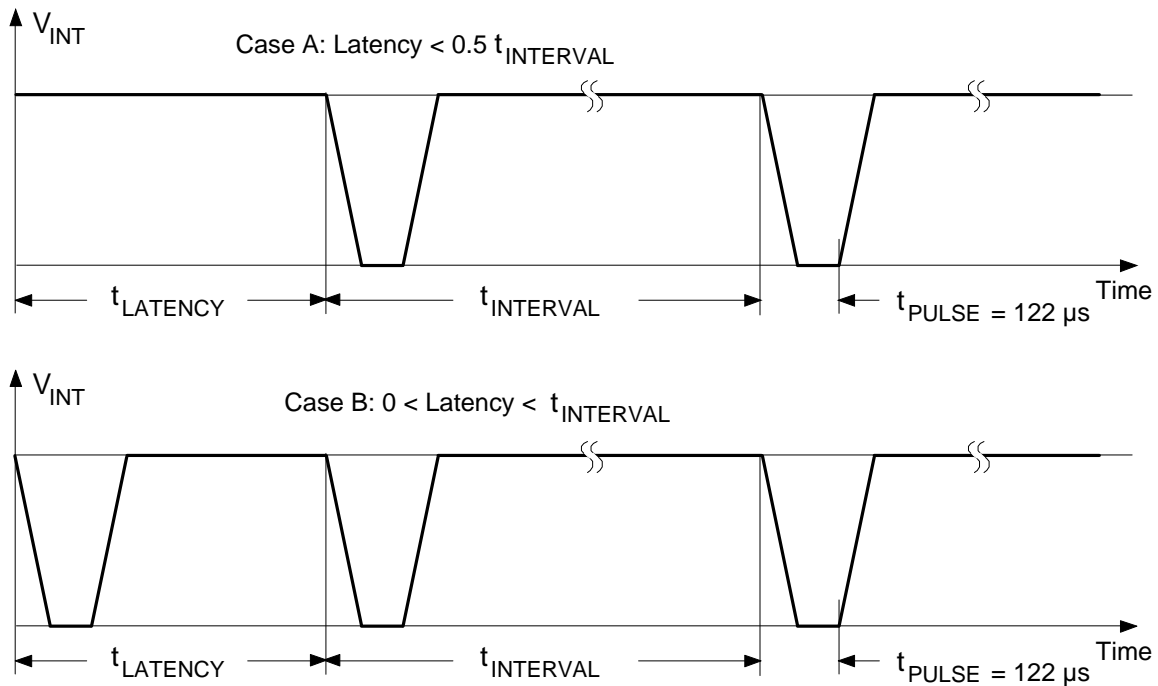 V_INT
Case A: Latency < 0.5 t_INTERVAL
Time
t_LATENCY
t_INTERVAL
t_PULSE = 122 µs
V_INT
Case B: 0 < Latency < t_INTERVAL
Time
t_LATENCY
t_INTERVAL
t_PULSE = 122 µs